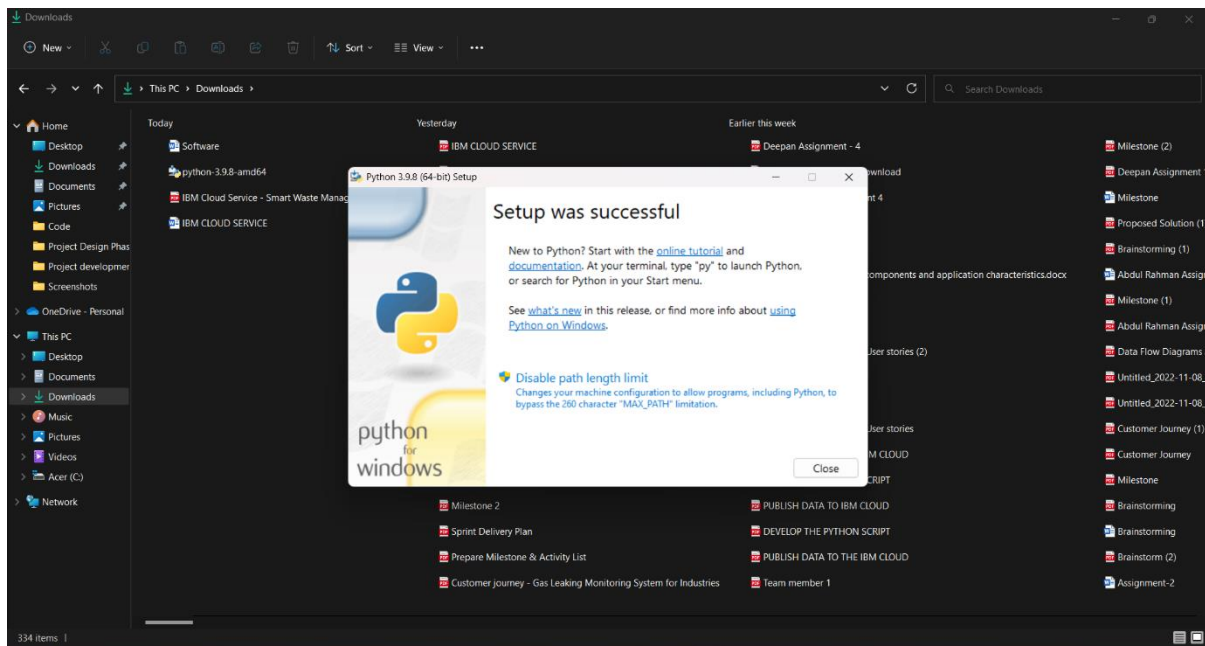 Downloads
New
Sort
View
This PC > Downloads >
Search Downloads
Home
Desktop
Downloads
Documents
Pictures
Code
Project Design Phas
Project developmer
Screenshots
OneDrive - Personal
This PC
Desktop
Documents
Downloads
Music
Pictures
Videos
Acer (C:)
Network
Today
Software
python-3.9.8-amd64
IBM Cloud Service - Smart Waste Manag
IBM CLOUD SERVICE
Yesterday
IBM CLOUD SERVICE
Milestone 2
Sprint Delivery Plan
Prepare Milestone & Activity List
Customer journey - Gas Leaking Monitoring System for Industries
Python 3.9.8 (64-bit) Setup
Setup was successful
New to Python? Start with the online tutorial and
documentation. At your terminal, type "py" to launch Python,
or search for Python in your Start menu.
See what's new in this release, or find more info about using
Python on Windows.
Disable path length limit
Changes your machine configuration to allow programs, including Python, to
bypass the 260 character "MAX_PATH" limitation.
python
for
windows
Close
Earlier this week
Deepan Assignment - 4
wnload
nt 4
omponents and application characteristics.docx
Jser stories (2)
Jser stories
M CLOUD
CRIPT
PUBLISH DATA TO IBM CLOUD
DEVELOP THE PYTHON SCRIPT
PUBLISH DATA TO THE IBM CLOUD
Team member 1
Milestone (2)
Deepan Assignment
Milestone
Proposed Solution (1
Brainstorming (1)
Abdul Rahman Assig
Milestone (1)
Abdul Rahman Assig
Data Flow Diagrams
Untitled_2022-11-08_
Untitled_2022-11-08_
Customer Journey (1)
Customer Journey
Milestone
Brainstorming
Brainstorming
Brainstorm (2)
Assignment-2
334 items